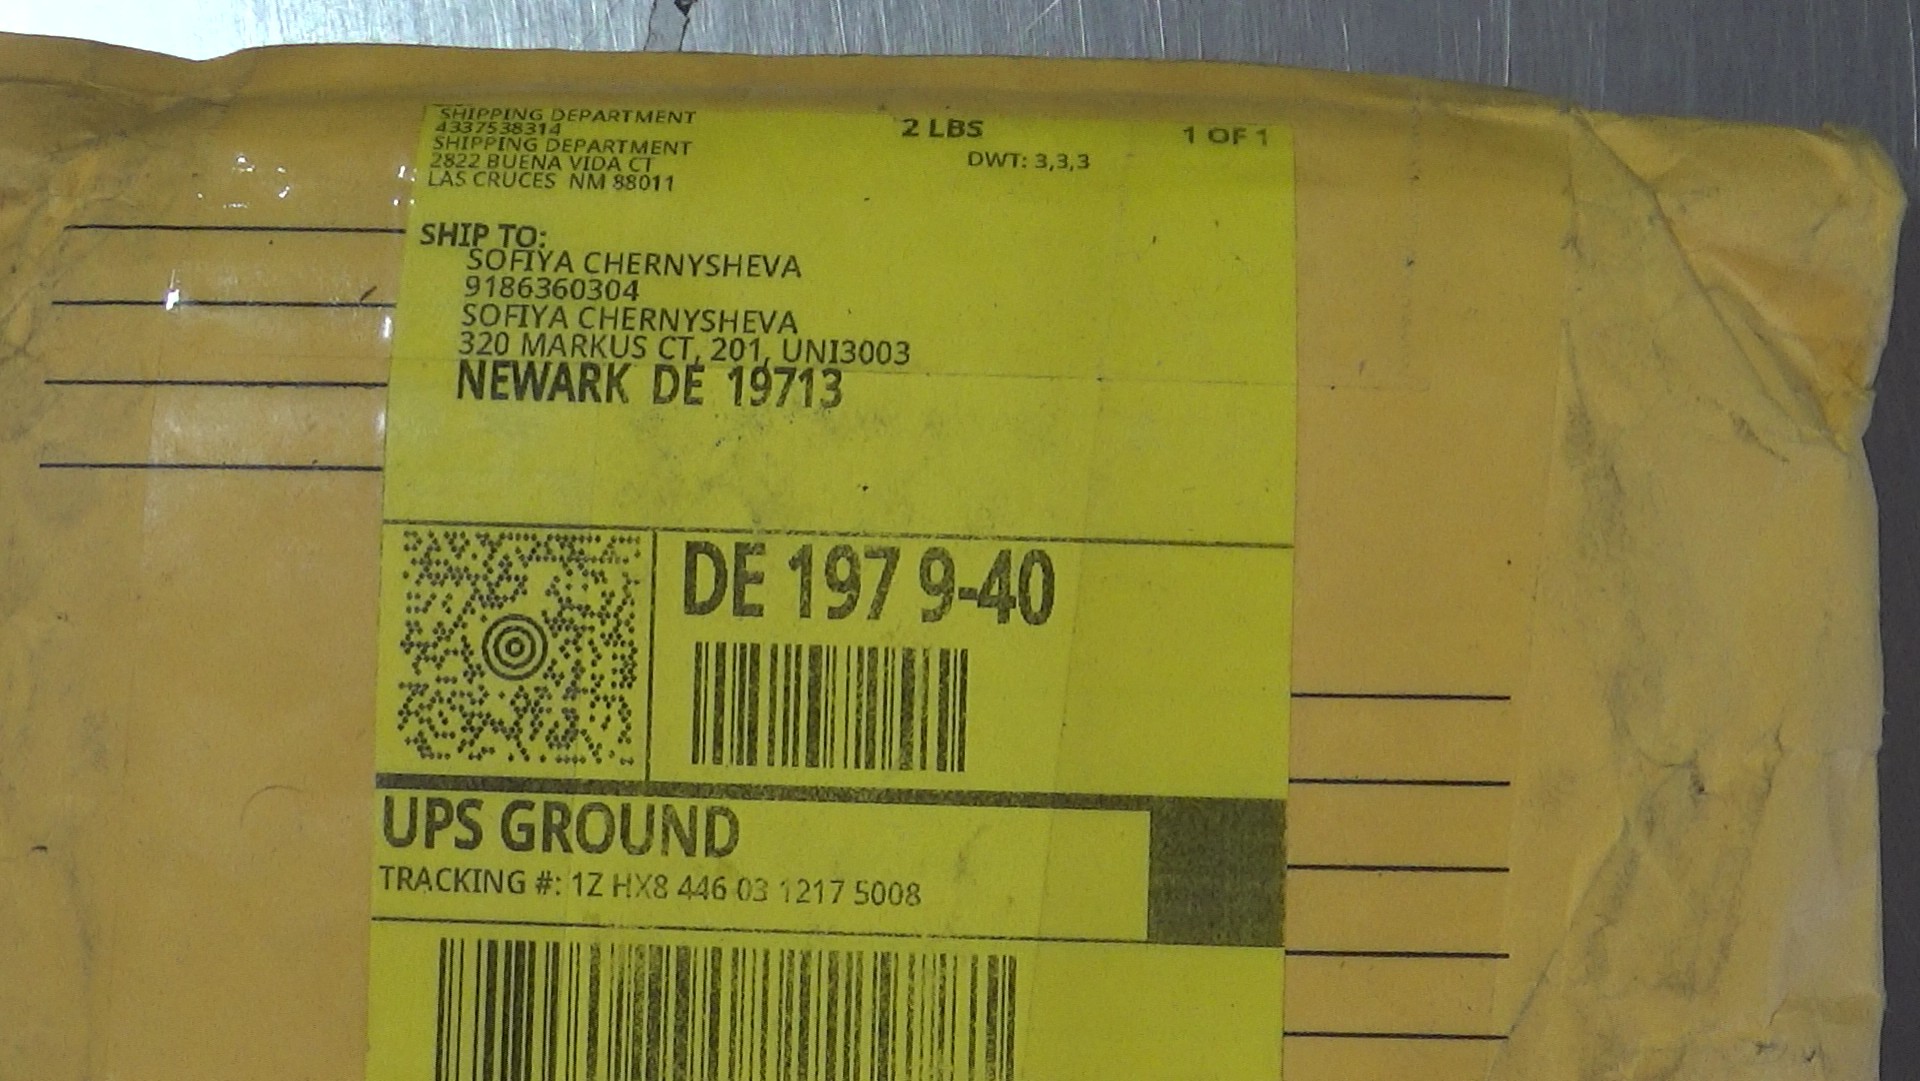 SHIPPING DEPARTMENT
4337538314
SHIPPING DEPARTMENT
2822 BUENA VIDA CT
LAS CRUCES NM 88011
2 LBS
1 OF 1
DWT: 3,3,3
SHIP TO:
SOFIYA CHERNYSHEVA
9186360304
SOFIYA CHERNYSHEVA
320 MARKUS CT, 201, UNI3003
NEWARK DE 19713
DE 197 9-40
UPS GROUND
TRACKING #: 1Z HX8 446 03 1217 5008